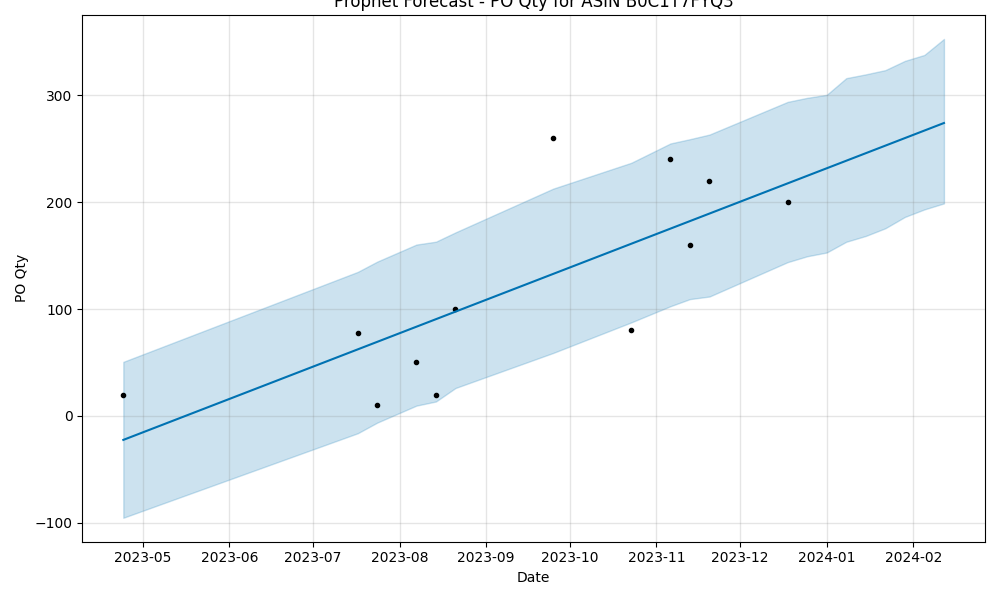 Prophet Forecast - PO Qty for ASIN B0C1T7FYQ3
PO Qty
300
200
100
0
−100
2023-05 2023-06 2023-07 2023-08 2023-09 2023-10 2023-11 2023-12 2024-01 2024-02
Date